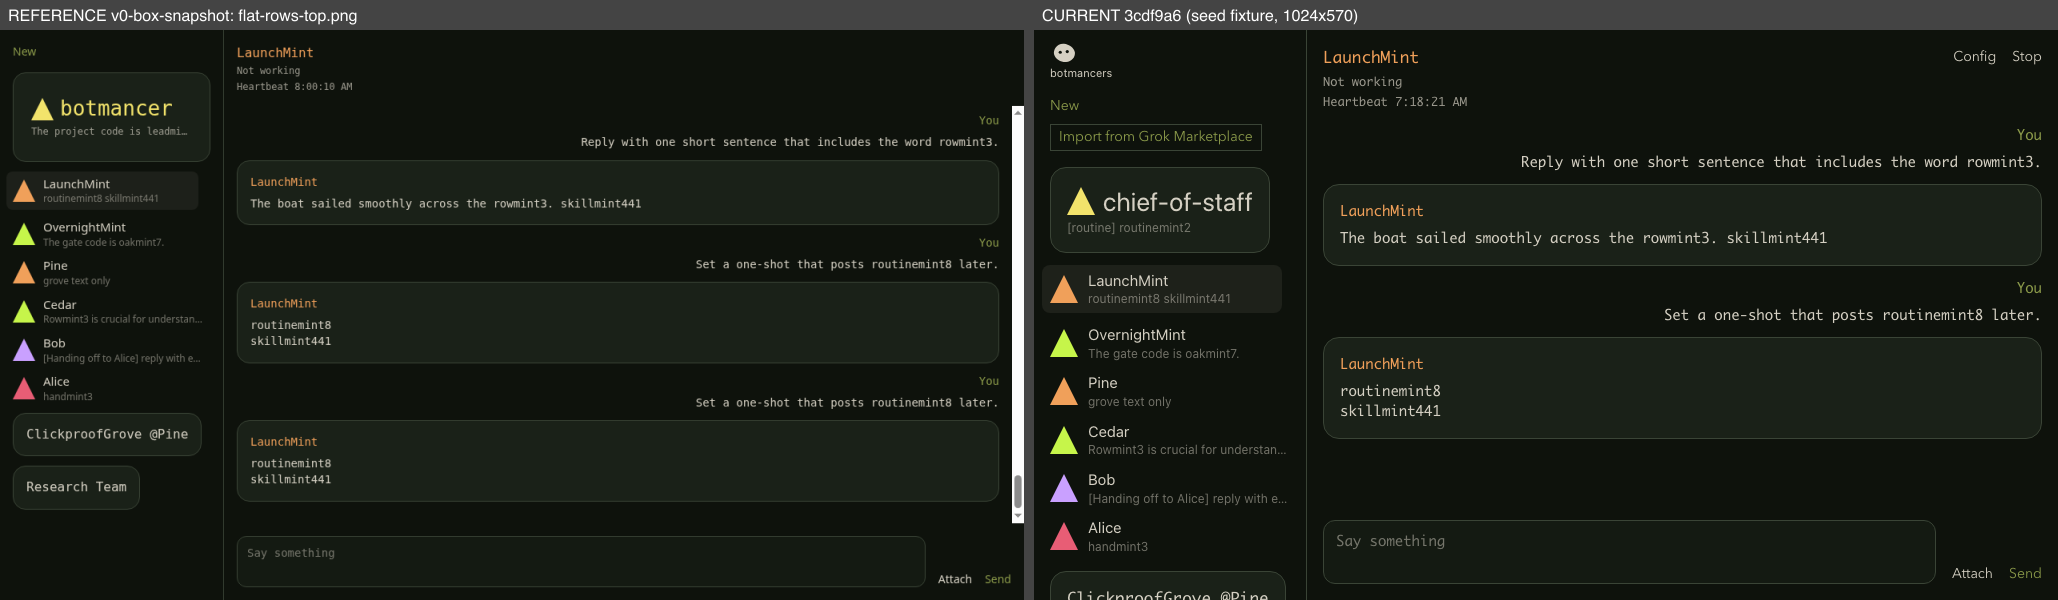 REFERENCE v0-box-snapshot: flat-rows-top.png
New
botmancer
The project code is leadmi…
LaunchMint
routinemint8 skillmint441
OvernightMint
The gate code is oakmint7.
Pine
grove text only
Cedar
Rowmint3 is crucial for understan…
Bob
[Handing off to Alice] reply with e…
Alice
handmint3
ClickproofGrove @Pine
Research Team
LaunchMint
Not working
Heartbeat 8:00:10 AM
You
Reply with one short sentence that includes the word rowmint3.
LaunchMint
The boat sailed smoothly across the rowmint3. skillmint441
You
Set a one-shot that posts routinemint8 later.
LaunchMint
routinemint8
skillmint441
You
Set a one-shot that posts routinemint8 later.
LaunchMint
routinemint8
skillmint441
Say something
Attach Send
CURRENT 3cdf9a6 (seed fixture, 1024x570)
botmancers
New
Import from Grok Marketplace
chief-of-staff
[routine] routinemint2
LaunchMint
routinemint8 skillmint441
OvernightMint
The gate code is oakmint7.
Pine
grove text only
Cedar
Rowmint3 is crucial for understan…
Bob
[Handing off to Alice] reply with e…
Alice
handmint3
ClickproofGrove @Pine
LaunchMint
Config Stop
Not working
Heartbeat 7:18:21 AM
You
Reply with one short sentence that includes the word rowmint3.
LaunchMint
The boat sailed smoothly across the rowmint3. skillmint441
You
Set a one-shot that posts routinemint8 later.
LaunchMint
routinemint8
skillmint441
Say something
Attach Send